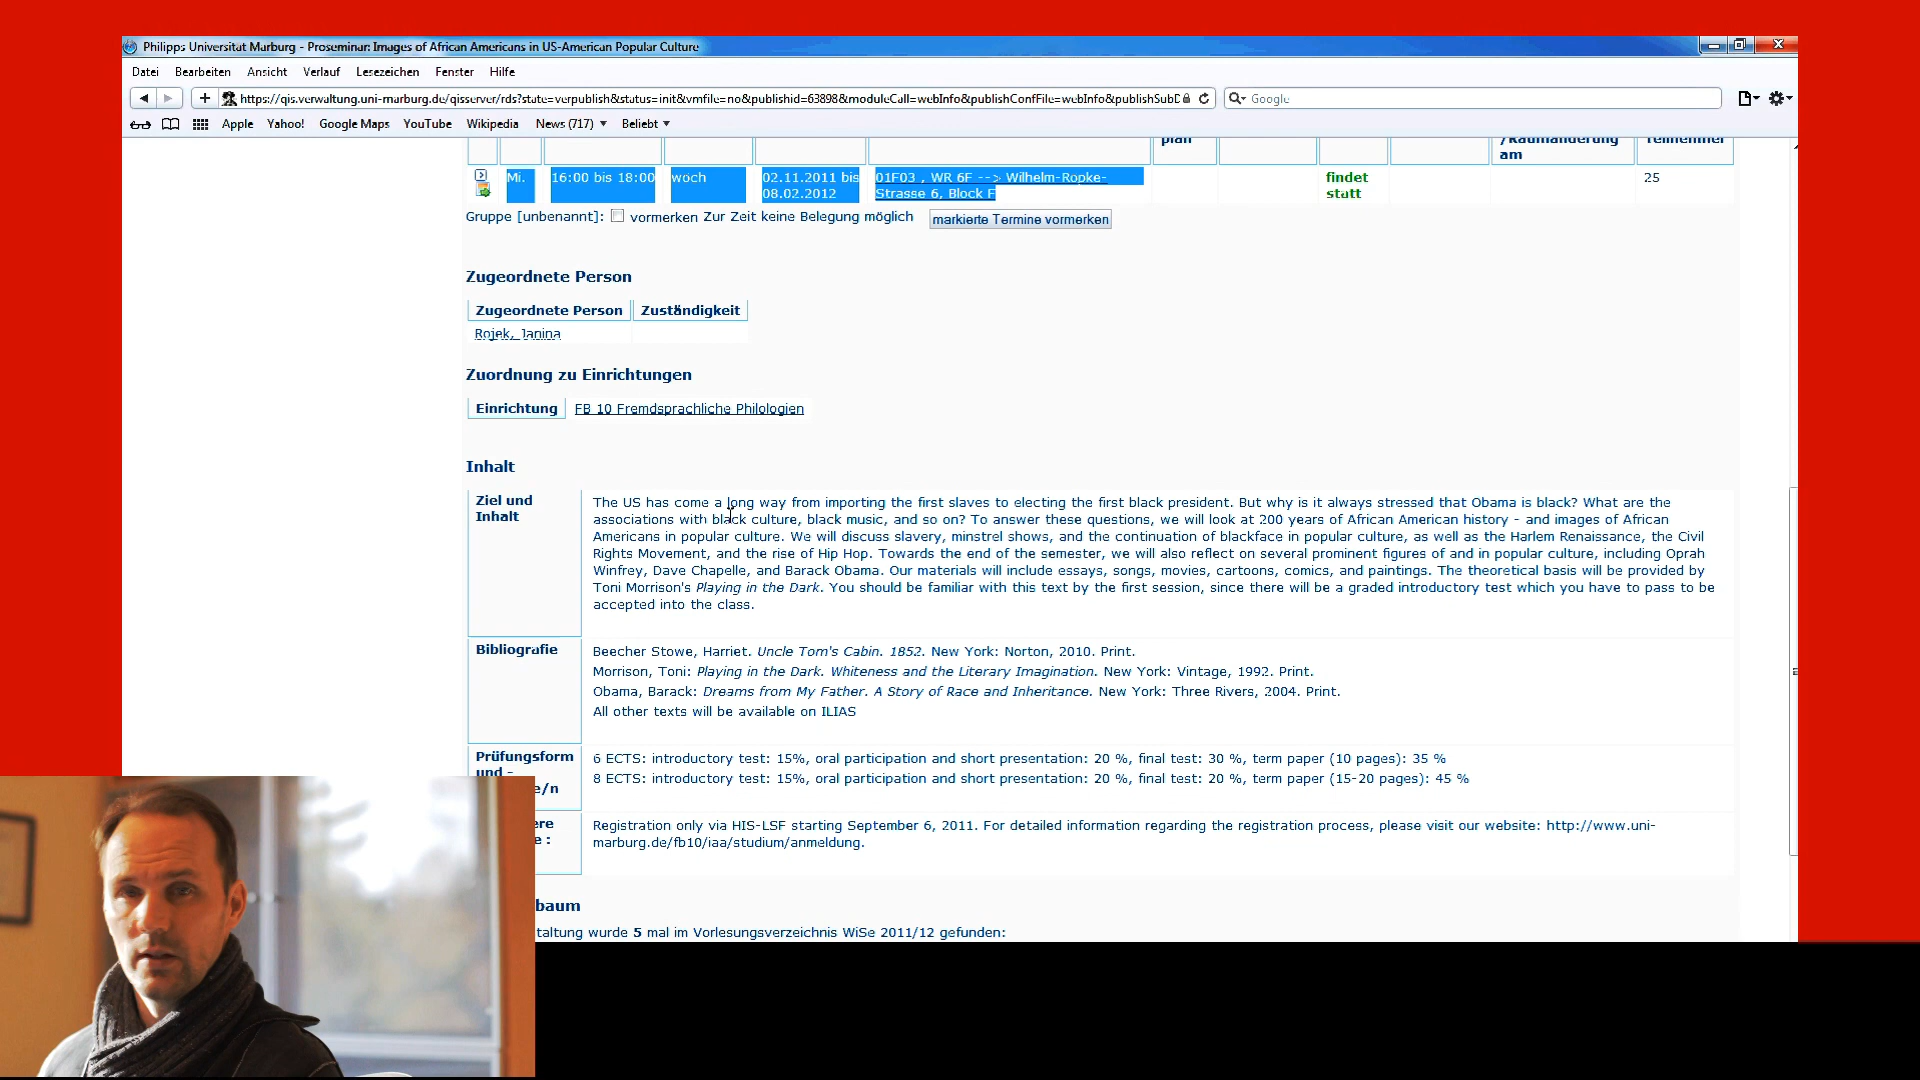 Philipps Universitat Marburg - Proseminar: Images of African Americans in US-American Popular Culture
Datei Bearbeiten Ansicht Verlauf Lesezeichen Fenster Hilfe
https://qis.verwaltung.uni-marburg.de/qisserver/rds?state=verpublish&status=init&vmfile=no&publishid=63898&moduleCall=webInfo&publishConfFile=webInfo&publishSubD Google
Apple Yahoo! Google Maps YouTube Wikipedia News (717) Beliebt
plan /Raumänderung Teilnehmer
am
Mi. 16:00 bis 18:00 woch 02.11.2011 bis 01F03 , WR 6F --> Wilhelm-Röpke- findet 25
08.02.2012 Strasse 6, Block F statt
Gruppe [unbenannt]: vormerken Zur Zeit keine Belegung möglich markierte Termine vormerken
Zugeordnete Person
Zugeordnete Person Zuständigkeit
Rojek, Janina
Zuordnung zu Einrichtungen
Einrichtung FB 10 Fremdsprachliche Philologien
Inhalt
Ziel und Inhalt
The US has come a long way from importing the first slaves to electing the first black president. But why is it always stressed that Obama is black? What are the
associations with black culture, black music, and so on? To answer these questions, we will look at 200 years of African American history - and images of African
Americans in popular culture. We will discuss slavery, minstrel shows, and the continuation of blackface in popular culture, as well as the Harlem Renaissance, the Civil
Rights Movement, and the rise of Hip Hop. Towards the end of the semester, we will also reflect on several prominent figures of and in popular culture, including Oprah
Winfrey, Dave Chapelle, and Barack Obama. Our materials will include essays, songs, movies, cartoons, comics, and paintings. The theoretical basis will be provided by
Toni Morrison's Playing in the Dark. You should be familiar with this text by the first session, since there will be a graded introductory test which you have to pass to be
accepted into the class.
Bibliografie Beecher Stowe, Harriet. Uncle Tom's Cabin. 1852. New York: Norton, 2010. Print.
Morrison, Toni: Playing in the Dark. Whiteness and the Literary Imagination. New York: Vintage, 1992. Print.
Obama, Barack: Dreams from My Father. A Story of Race and Inheritance. New York: Three Rivers, 2004. Print.
All other texts will be available on ILIAS
Prüfungsform 6 ECTS: introductory test: 15%, oral participation and short presentation: 20 %, final test: 30 %, term paper (10 pages): 35 %
und - 8 ECTS: introductory test: 15%, oral participation and short presentation: 20 %, final test: 20 %, term paper (15-20 pages): 45 %
e/n
ere Registration only via HIS-LSF starting September 6, 2011. For detailed information regarding the registration process, please visit our website: http://www.uni-
e : marburg.de/fb10/iaa/studium/anmeldung.
baum
taltung wurde 5 mal im Vorlesungsverzeichnis WiSe 2011/12 gefunden: